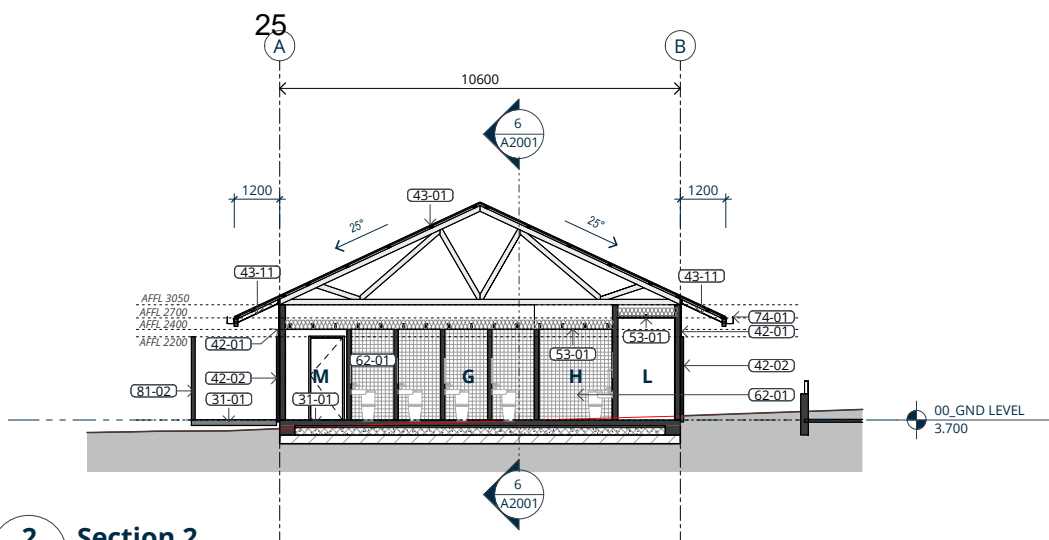 25
A
B
10600
6
A2001
1200
43-01
1200
25°
25°
43-11
43-11
AFFL 3050
AFFL 2700
AFFL 2400
AFFL 2200
74-01
42-01
42-01
53-01
53-01
62-01
42-02
42-02
M
G
H
L
81-02
31-01
31-01
62-01
00_GND LEVEL
3.700
6
A2001
2 Section 2